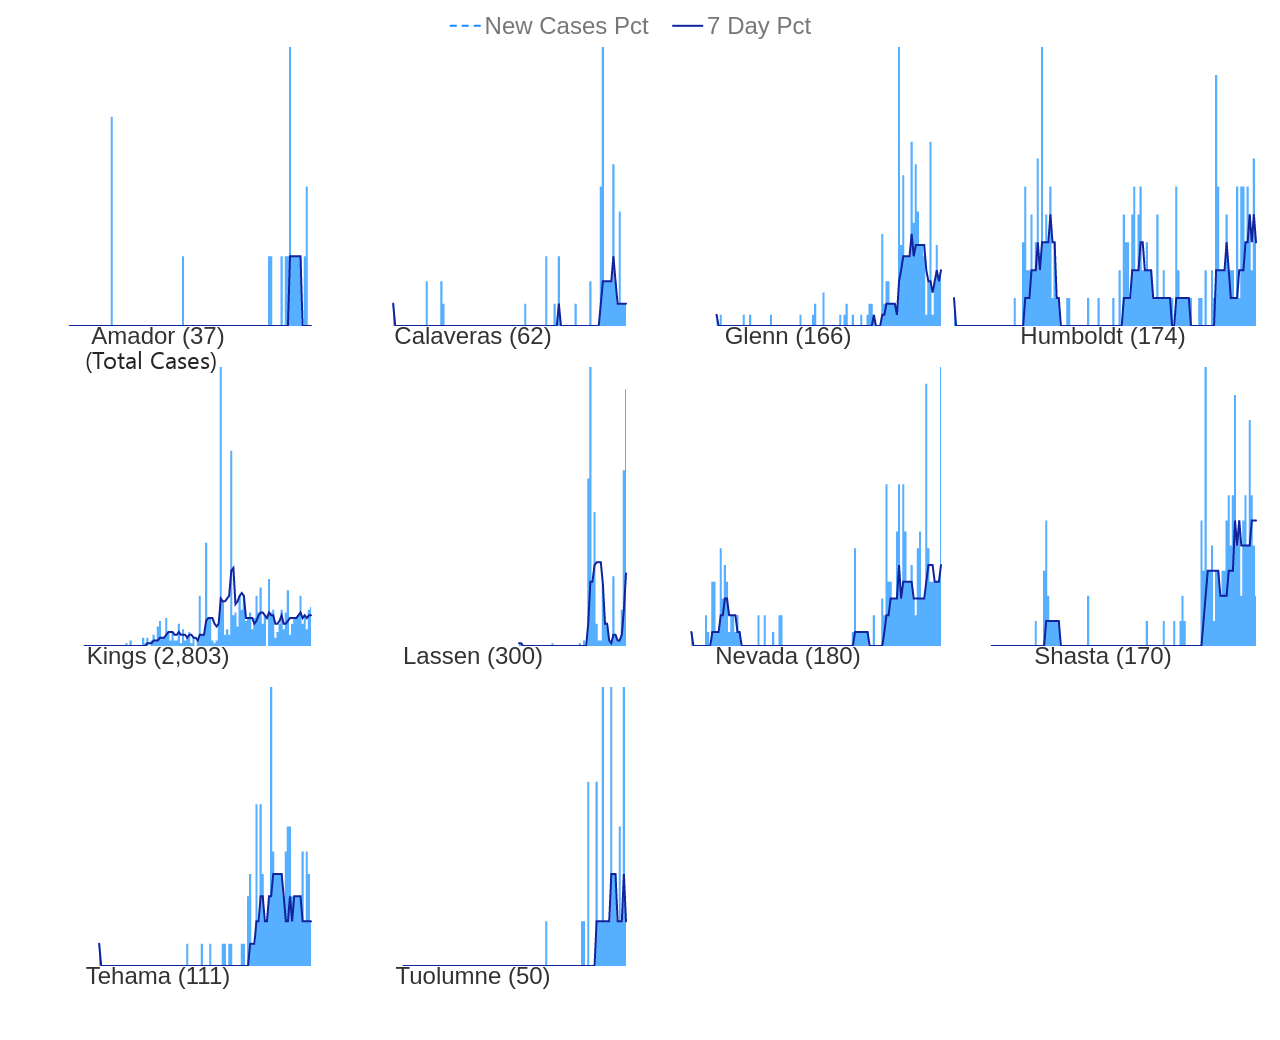 New Cases Pct 7 Day Pct
Amador (37) Calaveras (62) Glenn (166) Humboldt (174)
(Total Cases)
Kings (2,803) Lassen (300) Nevada (180) Shasta (170)
Tehama (111) Tuolumne (50)